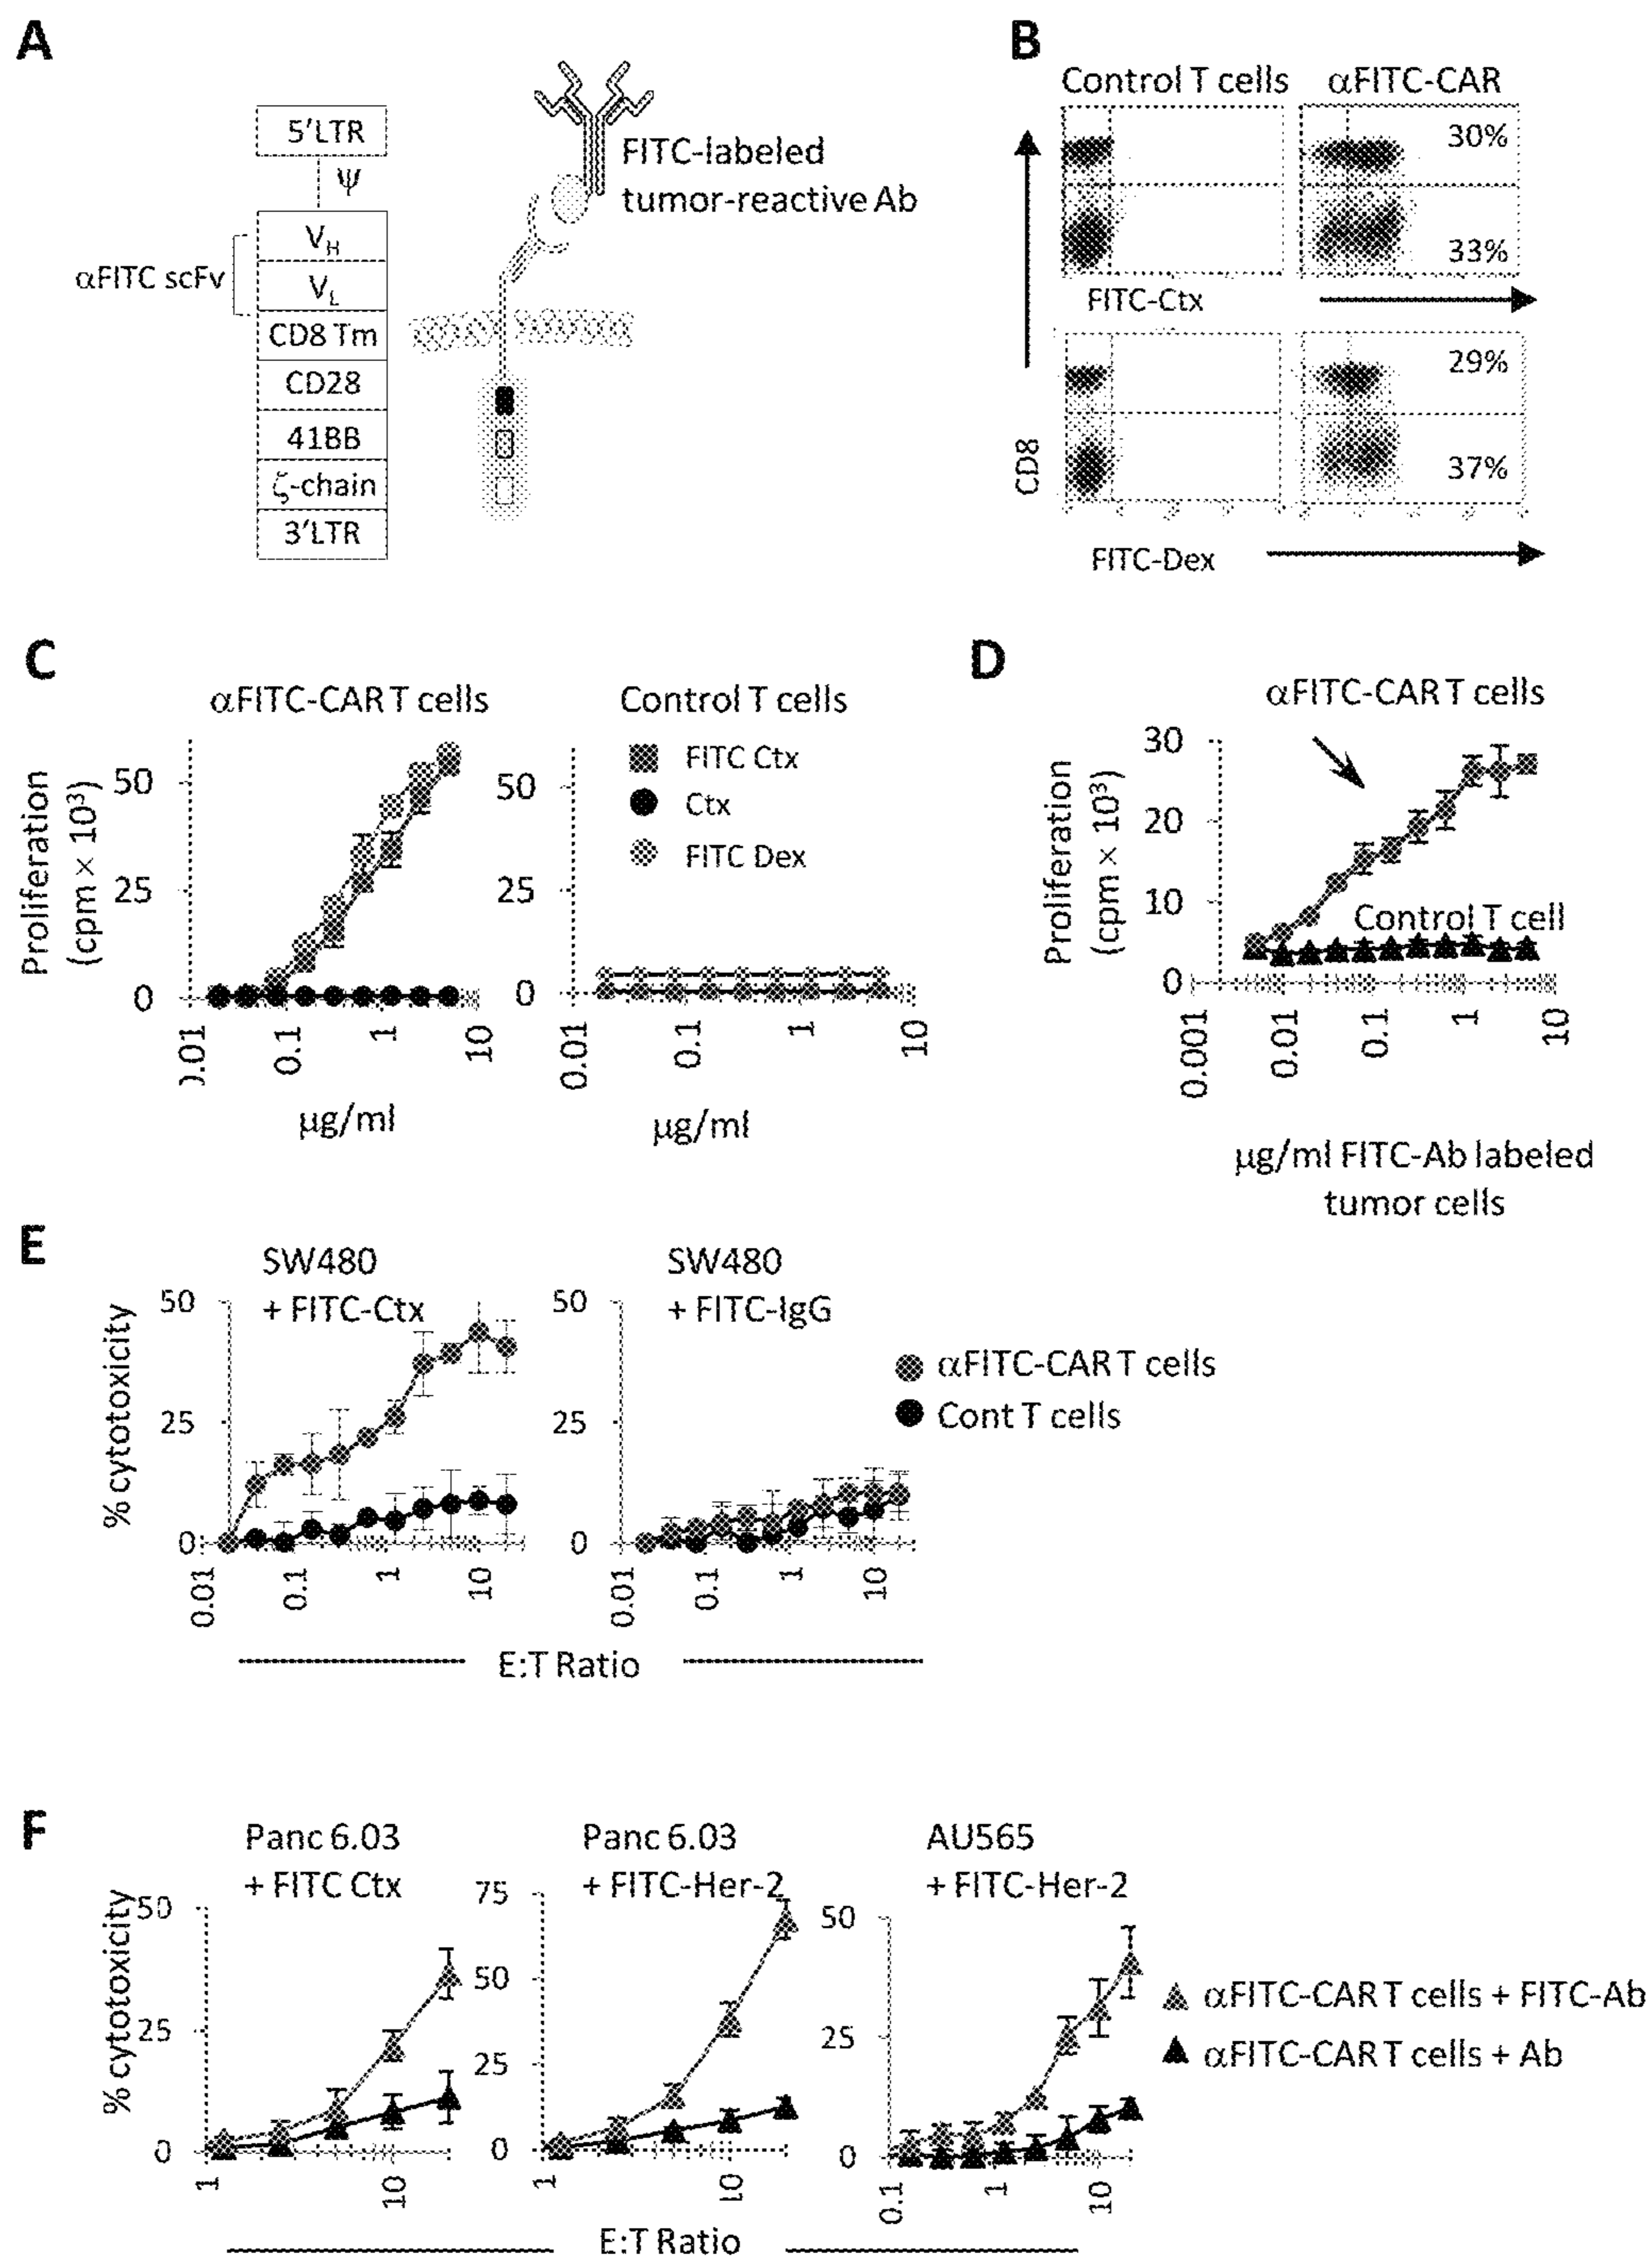 A
5'LTR
ψ
V_H
V_L
αFITC scFv
CD8 Tm
CD28
41BB
ζ-chain
3'LTR
FITC-labeled
tumor-reactive Ab
B
Control T cells
αFITC-CAR
30%
33%
FITC-Ctx
29%
37%
CD8
FITC-Dex
C
αFITC-CAR T cells
Proliferation
(cpm × 10³)
50
25
0
).01
0.1
1
10
μg/ml
Control T cells
FITC Ctx
Ctx
FITC Dex
50
25
0
0.01
0.1
1
10
μg/ml
D
αFITC-CAR T cells
Proliferation
(cpm × 10³)
30
20
10
0
Control T cell
0.001
0.01
0.1
1
10
μg/ml FITC-Ab labeled
tumor cells
E
SW480
+ FITC-Ctx
% cytotoxicity
50
25
0
0.01
0.1
1
10
SW480
+ FITC-IgG
50
25
0
0.01
0.1
1
10
αFITC-CAR T cells
Cont T cells
E:T Ratio
F
Panc 6.03
+ FITC Ctx
% cytotoxicity
50
25
0
1
10
Panc 6.03
+ FITC-Her-2
75
50
25
0
1
10
AU565
+ FITC-Her-2
50
25
0
0.1
1
10
αFITC-CAR T cells + FITC-Ab
αFITC-CAR T cells + Ab
E:T Ratio